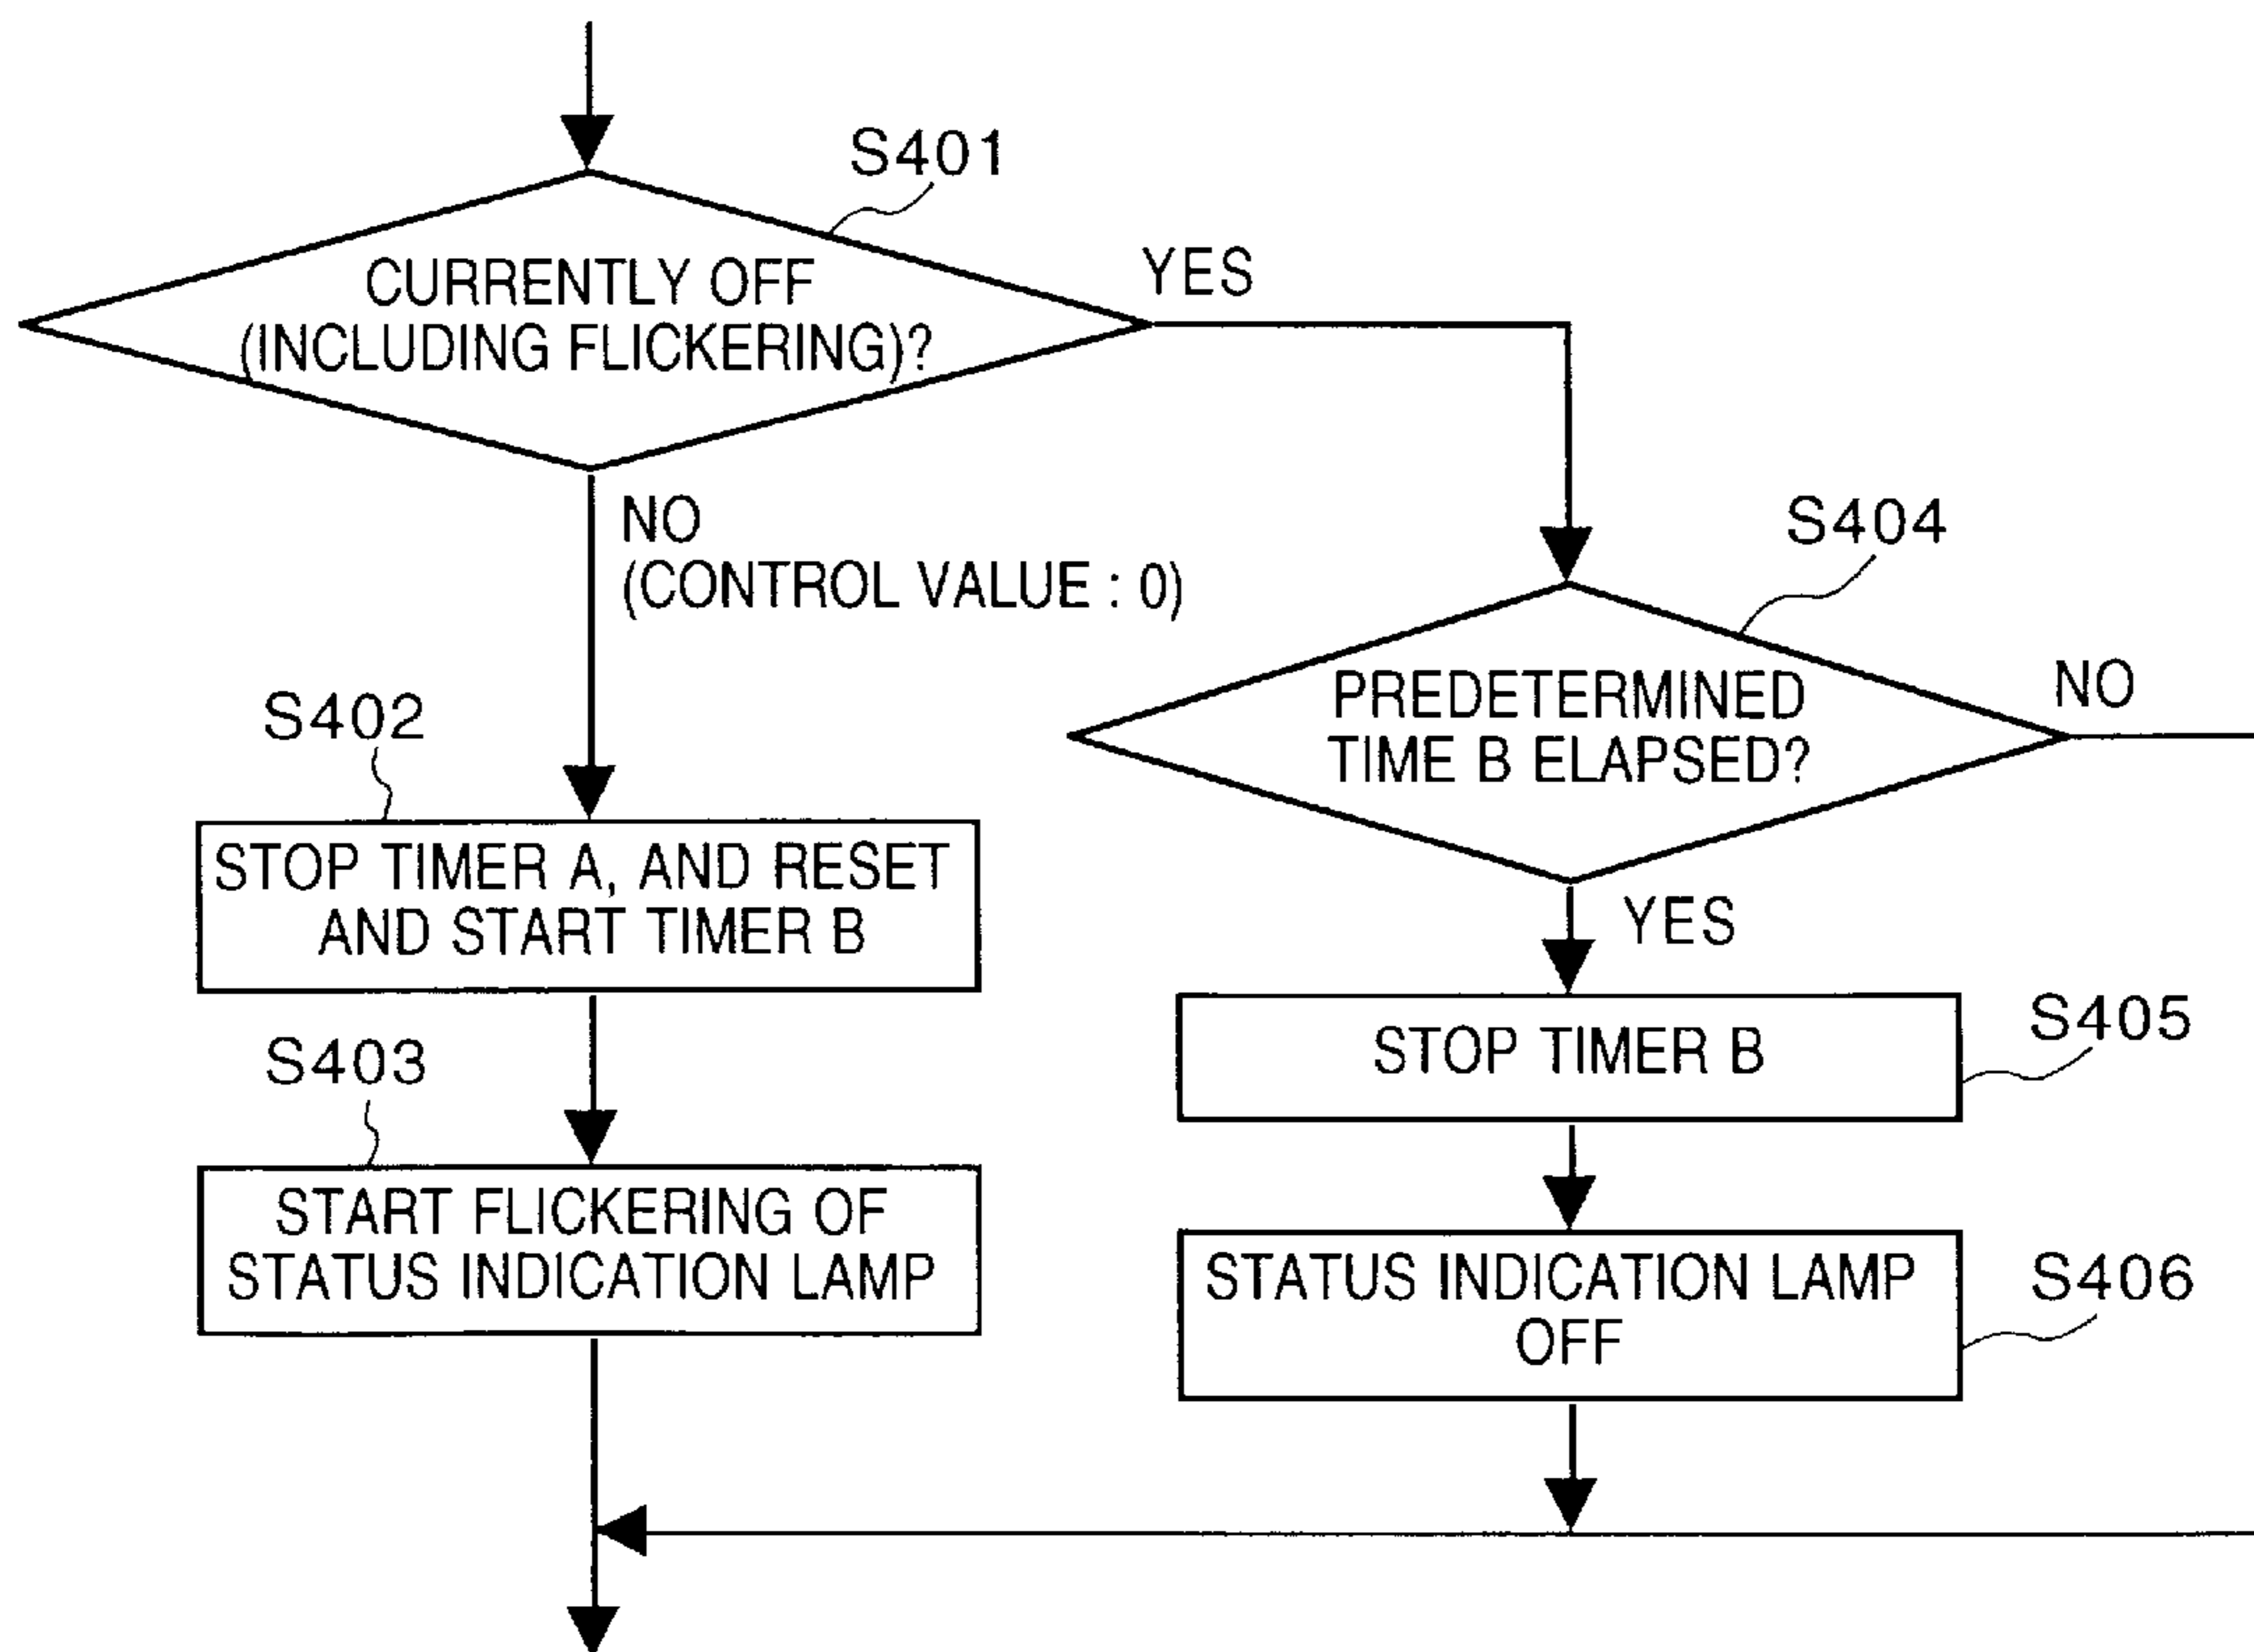 S401
CURRENTLY OFF
(INCLUDING FLICKERING)?
YES
NO
(CONTROL VALUE : 0)
S402
STOP TIMER A, AND RESET
AND START TIMER B
S403
START FLICKERING OF
STATUS INDICATION LAMP
S404
PREDETERMINED
TIME B ELAPSED?
NO
YES
STOP TIMER B
S405
STATUS INDICATION LAMP
OFF
S406